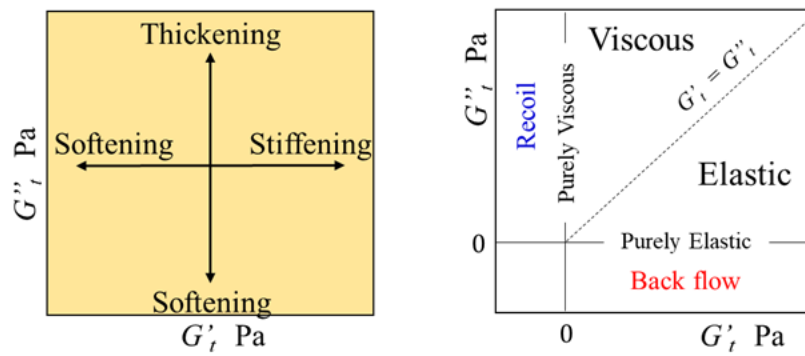 Thickening
Softening
Stiffening
Softening
G"t Pa
G't Pa
Viscous
Recoil
Purely Viscous
G't = G"t
Elastic
Purely Elastic
Back flow
0
0
G"t Pa
G't Pa